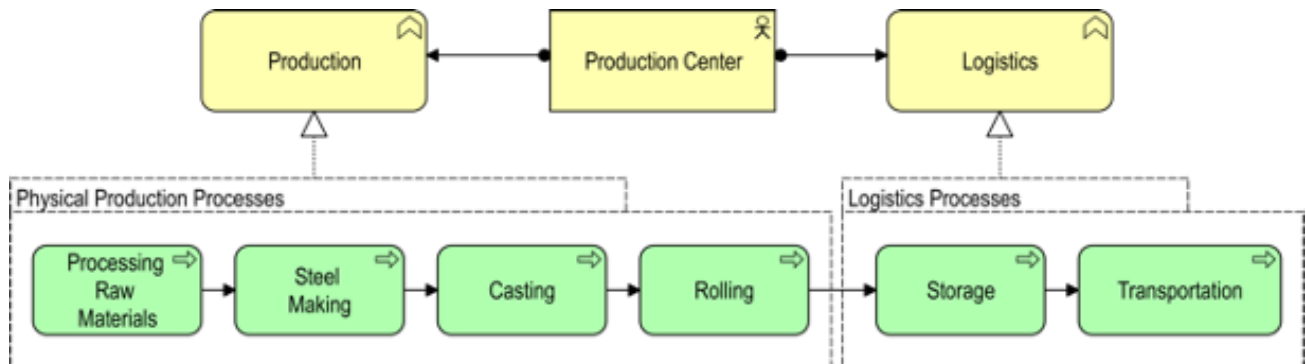 Production
Production Center
Logistics
Physical Production Processes
Logistics Processes
Processing
Raw
Materials
Steel
Making
Casting
Rolling
Storage
Transportation